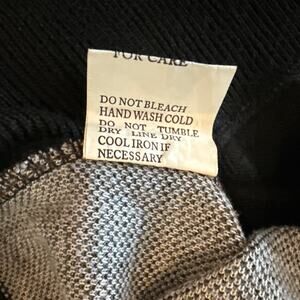 FOR CARE
DO NOT BLEACH
HAND WASH COLD
DO NOT TUMBLE
DRY LINE DRY
COOL IRON IF
NECESSARY